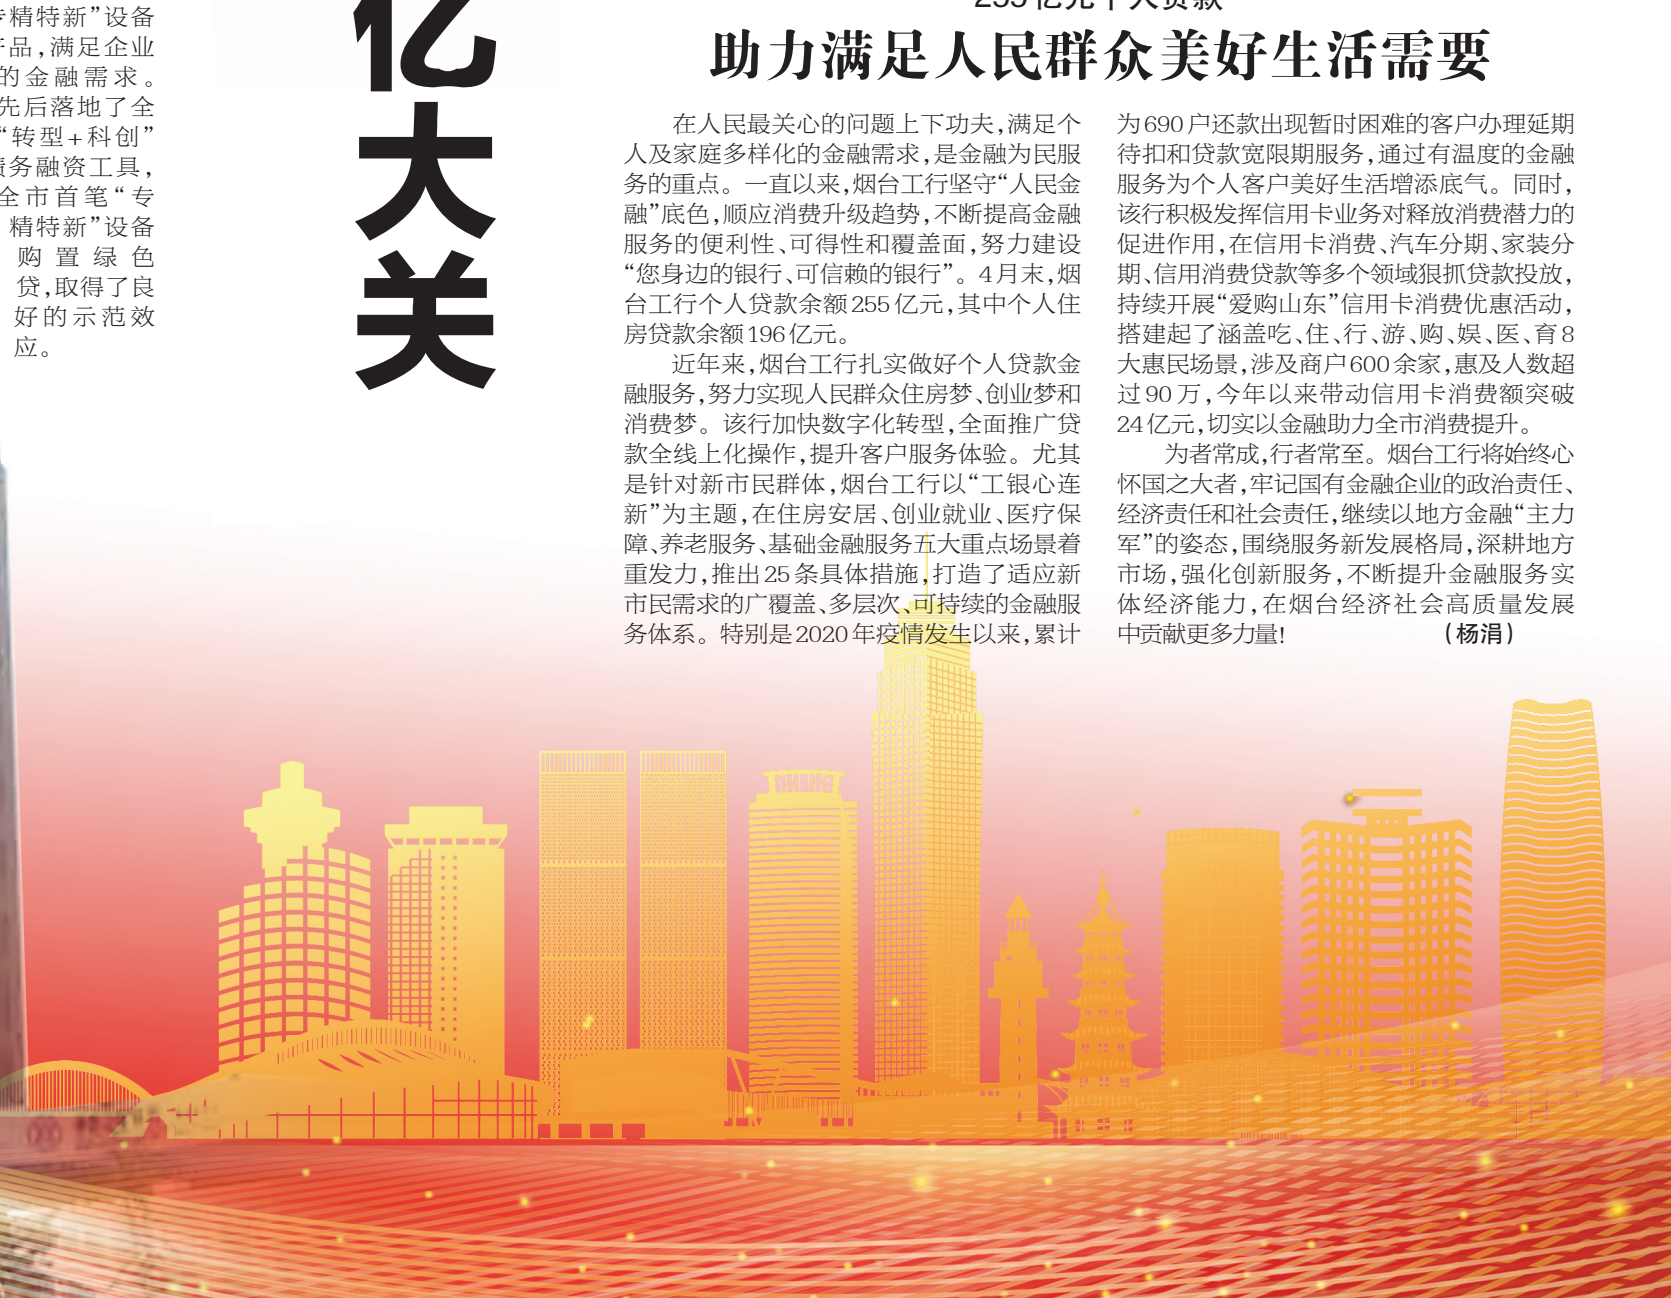 精特新”设备
品，满足企业
的金融需求。
先后落地了全
“转型+科创”
债务融资工具，
全市首笔“专
精特新”设备
购置绿色
贷，取得了良
好的示范效
应。
亿
大
关
255亿元个人贷款
助力满足人民群众美好生活需要
在人民最关心的问题上下功夫，满足个
人及家庭多样化的金融需求，是金融为民服
务的重点。一直以来，烟台工行坚守“人民金
融”底色，顺应消费升级趋势，不断提高金融
服务的便利性、可得性和覆盖面，努力建设
“您身边的银行、可信赖的银行”。4月末，烟
台工行个人贷款余额255亿元，其中个人住
房贷款余额196亿元。
近年来，烟台工行扎实做好个人贷款金
融服务，努力实现人民群众住房梦、创业梦和
消费梦。该行加快数字化转型，全面推广贷
款全线上化操作，提升客户服务体验。尤其
是针对新市民群体，烟台工行以“工银心连
新”为主题，在住房安居、创业就业、医疗保
障、养老服务、基础金融服务五大重点场景着
重发力，推出25条具体措施，打造了适应新
市民需求的广覆盖、多层次、可持续的金融服
务体系。特别是2020年疫情发生以来，累计
为690户还款出现暂时困难的客户办理延期
待扣和贷款宽限期服务，通过有温度的金融
服务为个人客户美好生活增添底气。同时，
该行积极发挥信用卡业务对释放消费潜力的
促进作用，在信用卡消费、汽车分期、家装分
期、信用消费贷款等多个领域狠抓贷款投放，
持续开展“爱购山东”信用卡消费优惠活动，
搭建起了涵盖吃、住、行、游、购、娱、医、育8
大惠民场景，涉及商户600余家，惠及人数超
过90万，今年以来带动信用卡消费额突破
24亿元，切实以金融助力全市消费提升。
为者常成，行者常至。烟台工行将始终心
怀国之大者，牢记国有金融企业的政治责任、
经济责任和社会责任，继续以地方金融“主力
军”的姿态，围绕服务新发展格局，深耕地方
市场，强化创新服务，不断提升金融服务实
体经济能力，在烟台经济社会高质量发展
中贡献更多力量！ （杨涓）